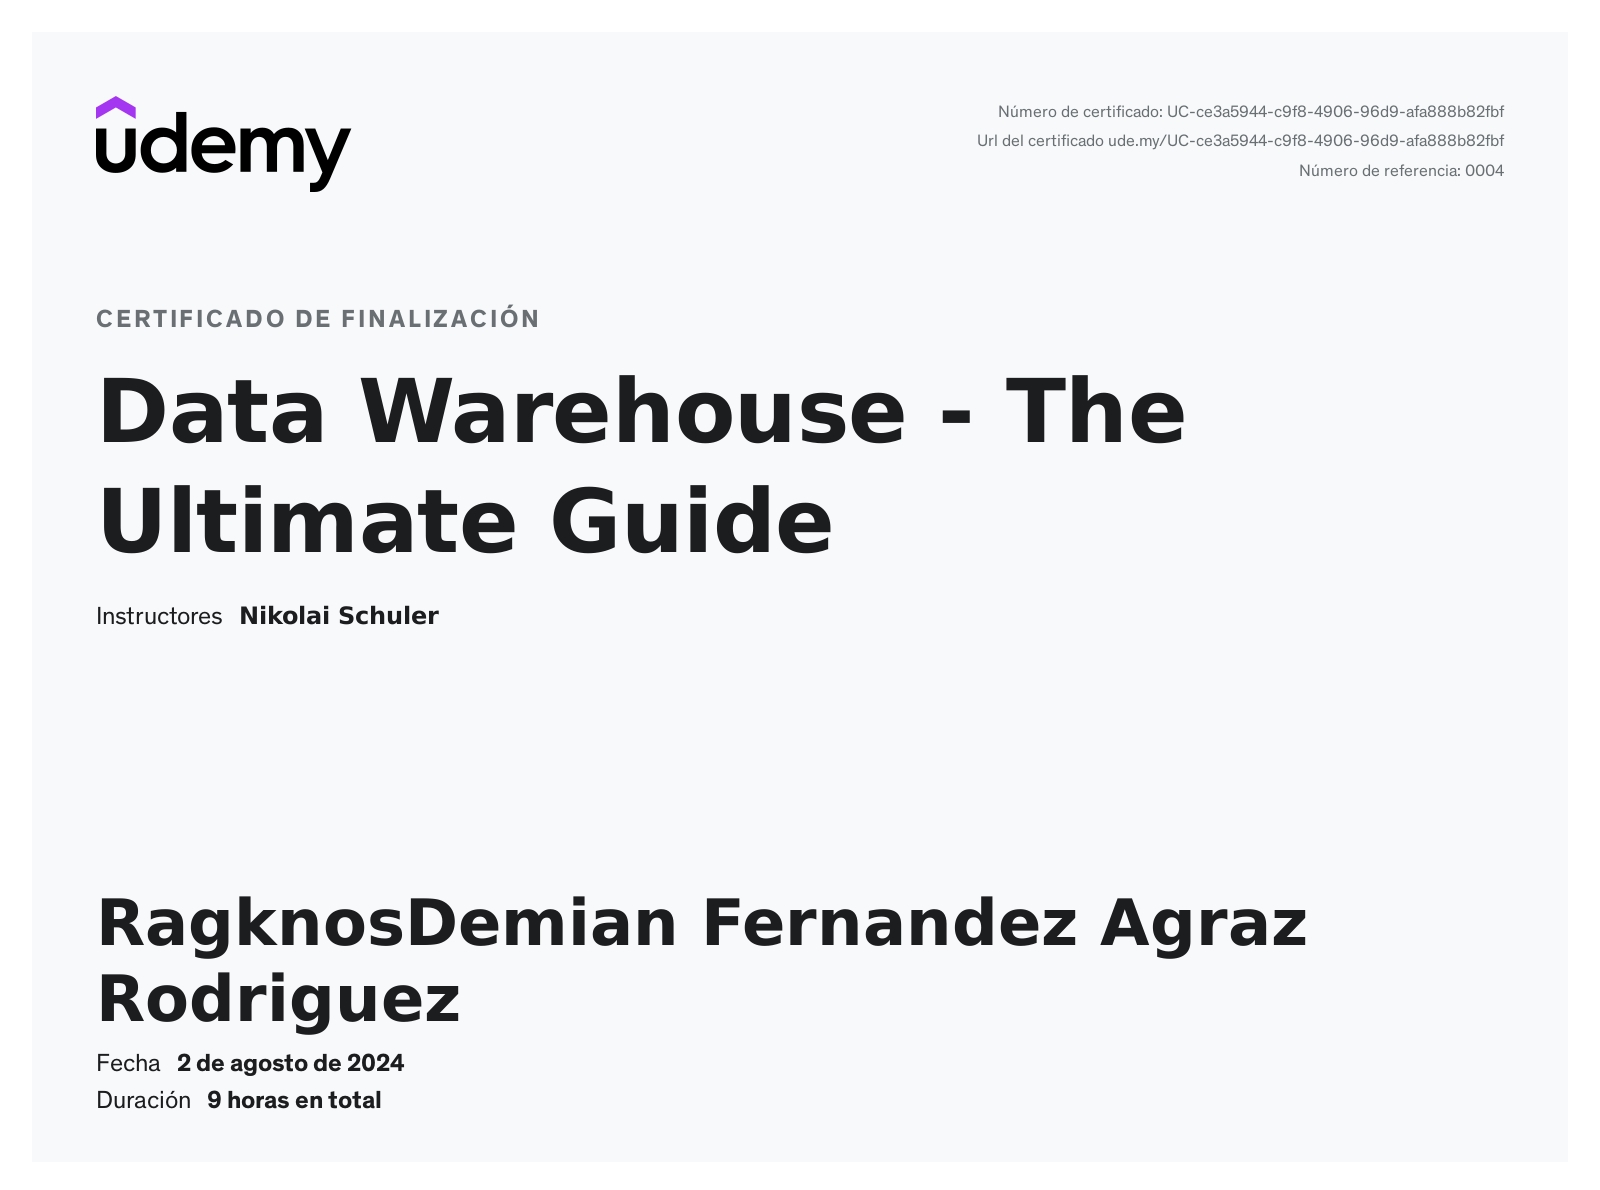 udemy
Número de certificado: UC-ce3a5944-c9f8-4906-96d9-afa888b82fbf
Url del certificado ude.my/UC-ce3a5944-c9f8-4906-96d9-afa888b82fbf
Número de referencia: 0004
CERTIFICADO DE FINALIZACIÓN
Data Warehouse - The
Ultimate Guide
Instructores Nikolai Schuler
RagknosDemian Fernandez Agraz
Rodriguez
Fecha 2 de agosto de 2024
Duración 9 horas en total